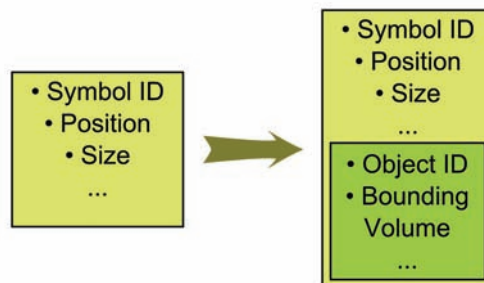 • Symbol ID
• Position
• Size
...
• Symbol ID
• Position
• Size
...
• Object ID
• Bounding
Volume
...